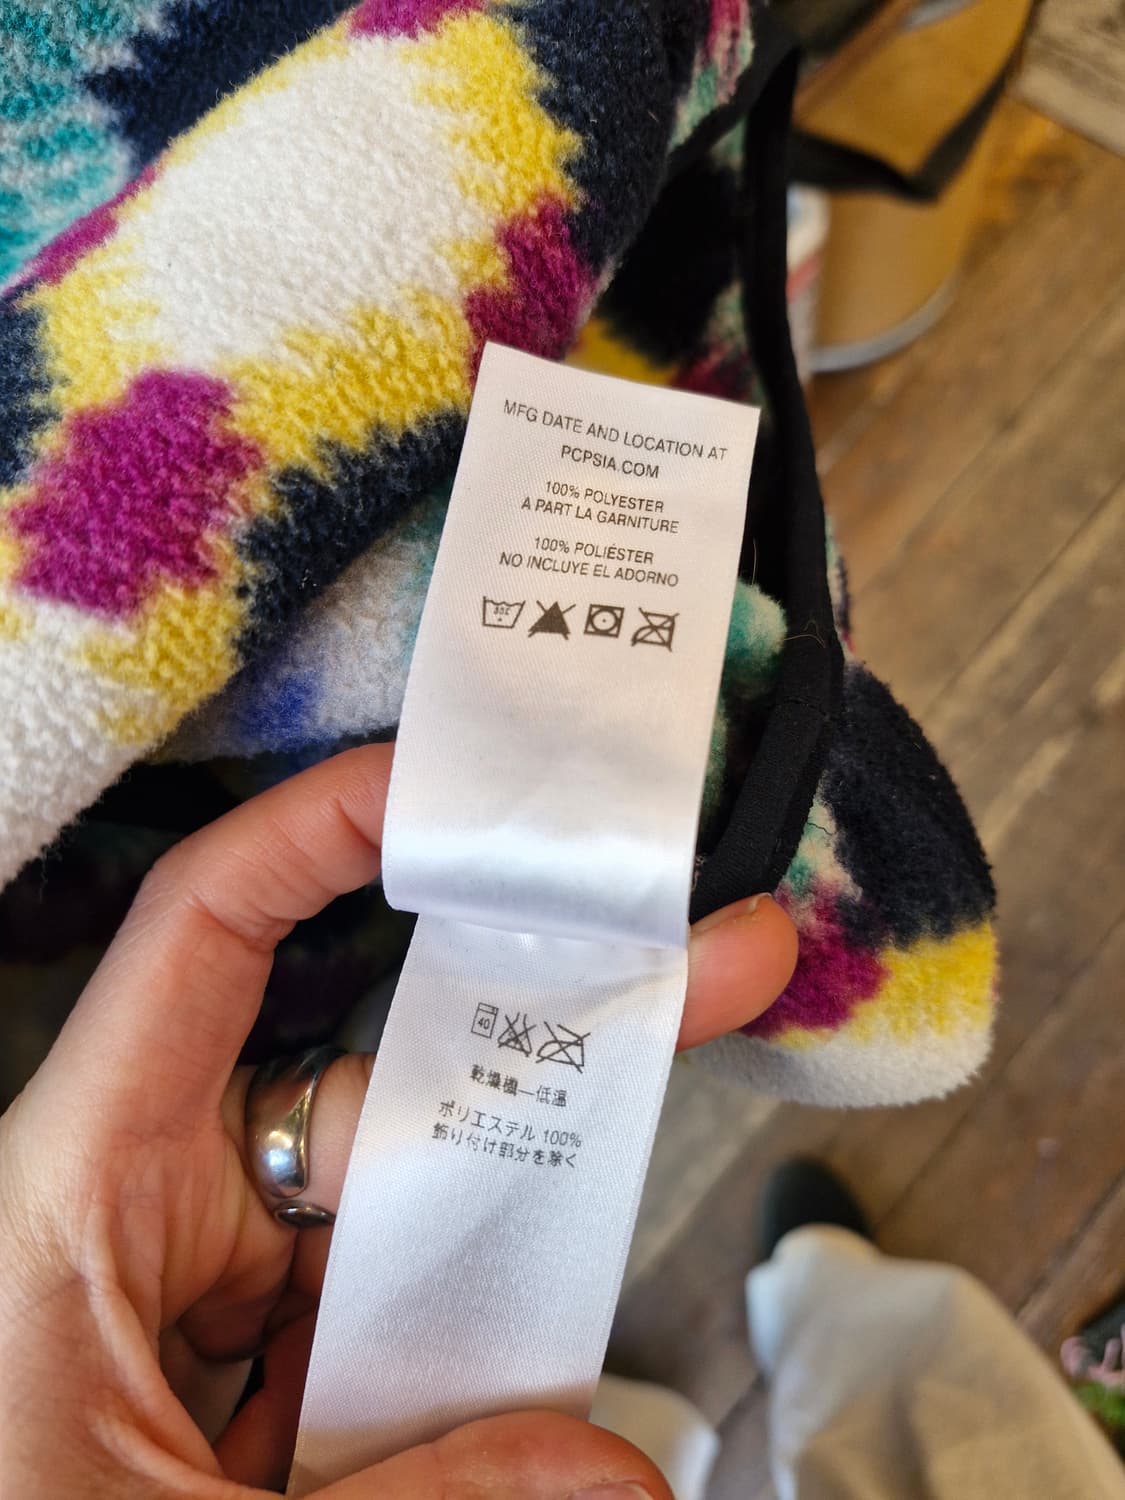 MFG DATE AND LOCATION AT
PCPSIA.COM
100% POLYESTER
À PART LA GARNITURE
100% POLIÉSTER
NO INCLUYE EL ADORNO
30C
40
乾燥機—低温
ポリエステル 100%
飾り付け部分を除く